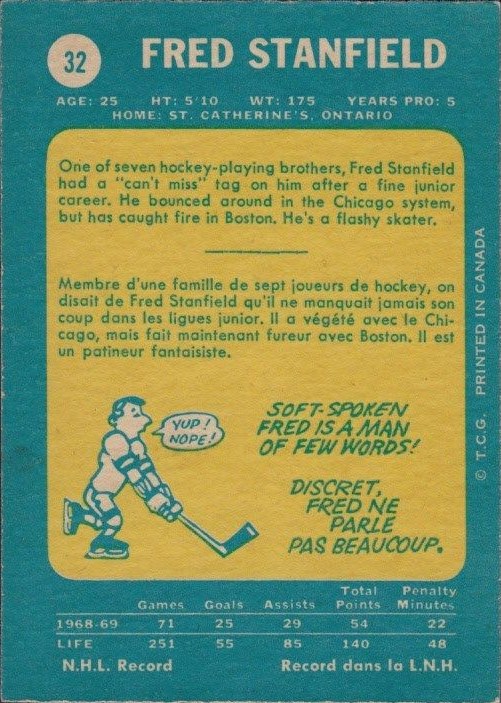 32
FRED STANFIELD
AGE: 25 HT: 5'10 WT: 175 YEARS PRO: 5
HOME: ST. CATHERINE'S, ONTARIO
One of seven hockey-playing brothers, Fred Stanfield
had a "can't miss" tag on him after a fine junior
career. He bounced around in the Chicago system,
but has caught fire in Boston. He's a flashy skater.
Membre d'une famille de sept joueurs de hockey, on
disait de Fred Stanfield qu'il ne manquait jamais son
coup dans les ligues junior. Il a végété avec le Chi-
cago, mais fait maintenant fureur avec Boston. Il est
un patineur fantaisiste.
YUP!
NOPE!
SOFT-SPOKEN
FRED IS A MAN
OF FEW WORDS!
DISCRET,
FRED NE
PARLE
PAS BEAUCOUP.
© T.C.G. PRINTED IN CANADA
Games Goals Assists Total Points Penalty Minutes
1968-69 71 25 29 54 22
LIFE 251 55 85 140 48
N.H.L. Record Record dans la L.N.H.